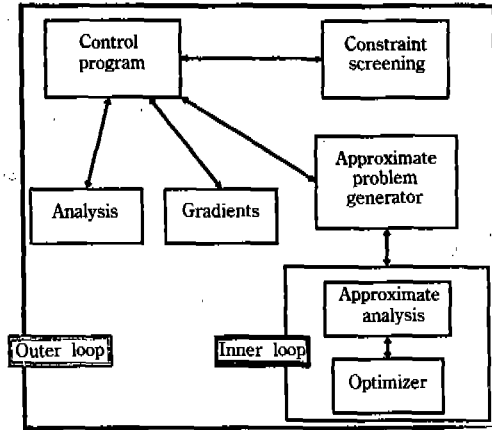 Control
program
Constraint
screening
Approximate
problem
generator
Analysis
Gradients
Approximate
analysis
Outer loop
Inner loop
Optimizer